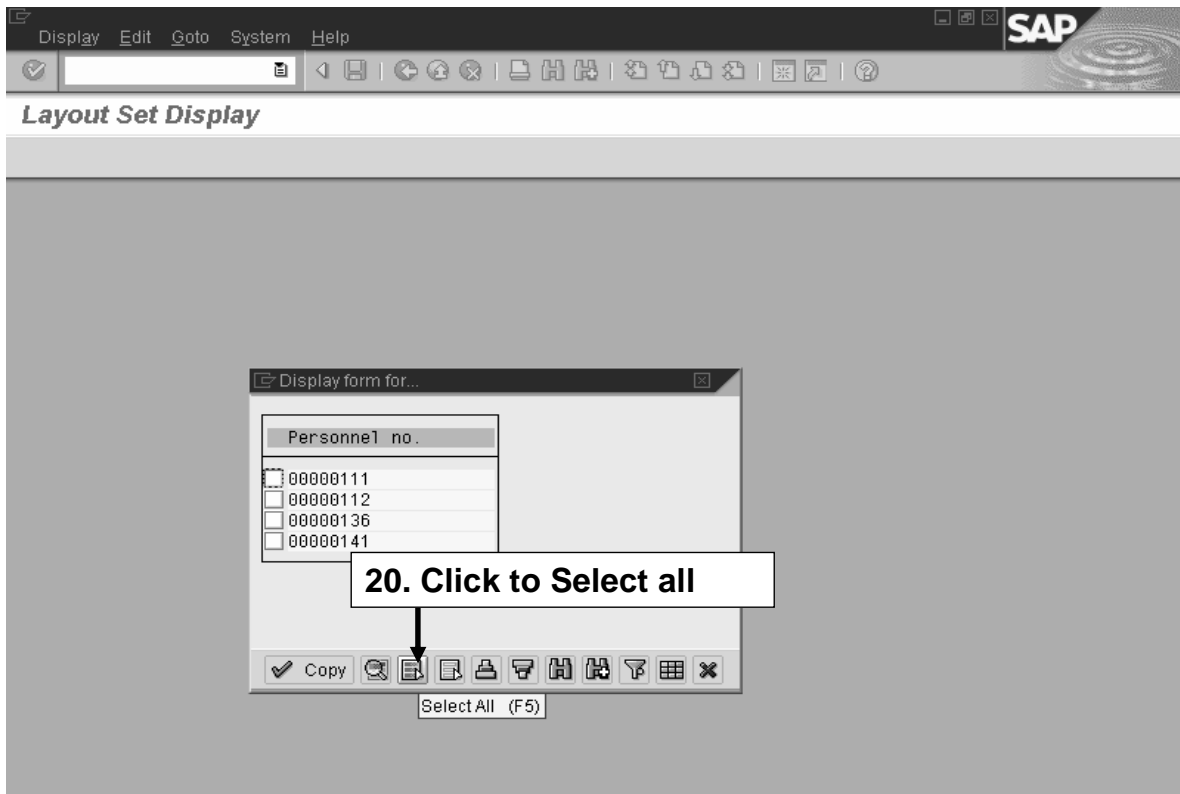 Display Edit Goto System Help
SAP
Layout Set Display
Display form for...
Personnel no.
00000111
00000112
00000136
00000141
20. Click to Select all
Copy
Select All (F5)